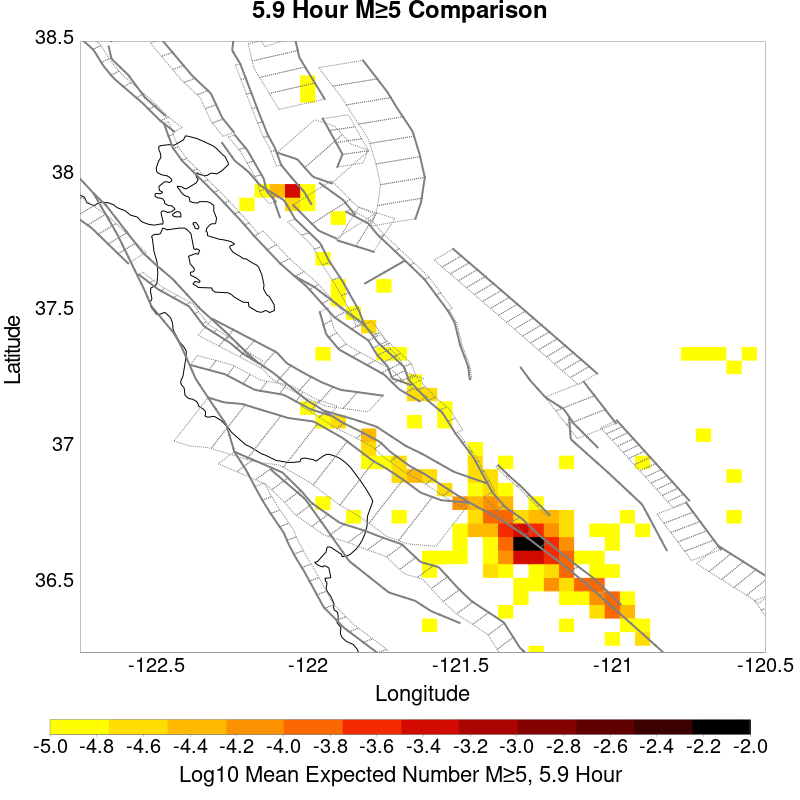 5.9 Hour M≥5 Comparison
38.5
38
37.5
37
36.5
Latitude
-122.5 -122 -121.5 -121 -120.5
Longitude
-5.0 -4.8 -4.6 -4.4 -4.2 -4.0 -3.8 -3.6 -3.4 -3.2 -3.0 -2.8 -2.6 -2.4 -2.2 -2.0
Log10 Mean Expected Number M≥5, 5.9 Hour